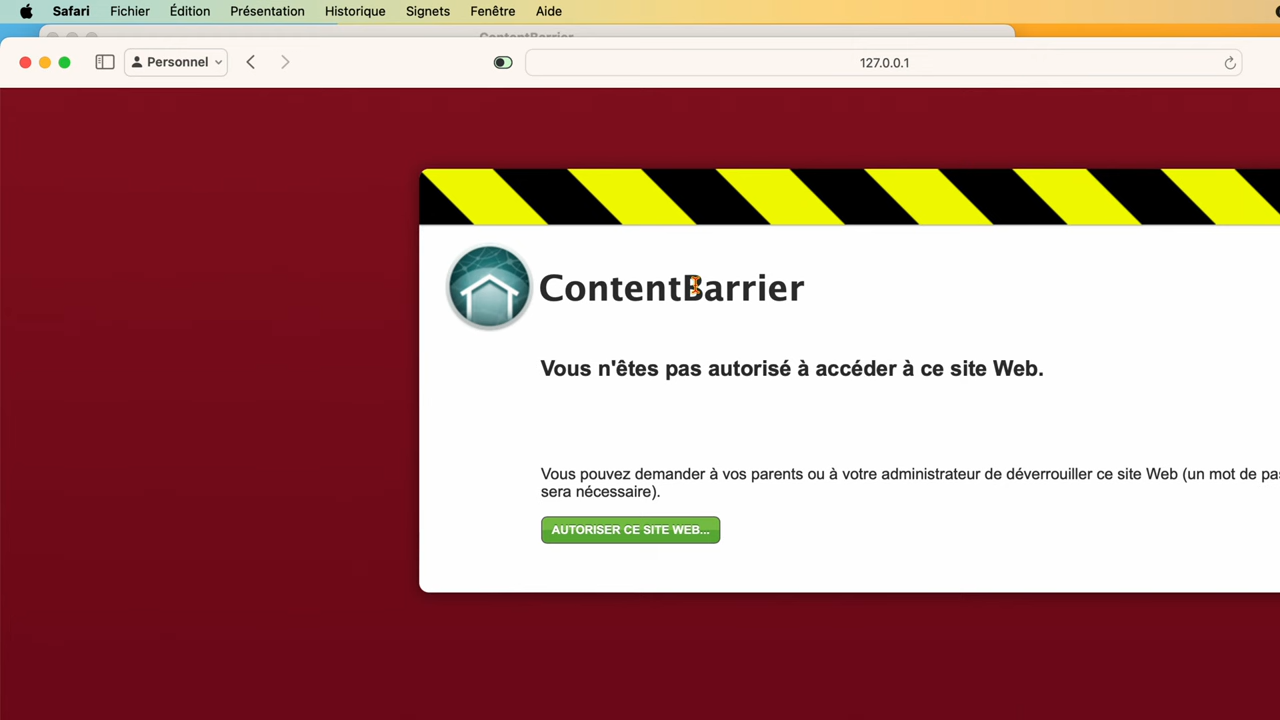 Safari Fichier Édition Présentation Historique Signets Fenêtre Aide
ContentBarrier
Personnel 127.0.0.1
ContentBarrier
Vous n'êtes pas autorisé à accéder à ce site Web.
Vous pouvez demander à vos parents ou à votre administrateur de déverrouiller ce site Web (un mot de pas
sera nécessaire).
AUTORISER CE SITE WEB...